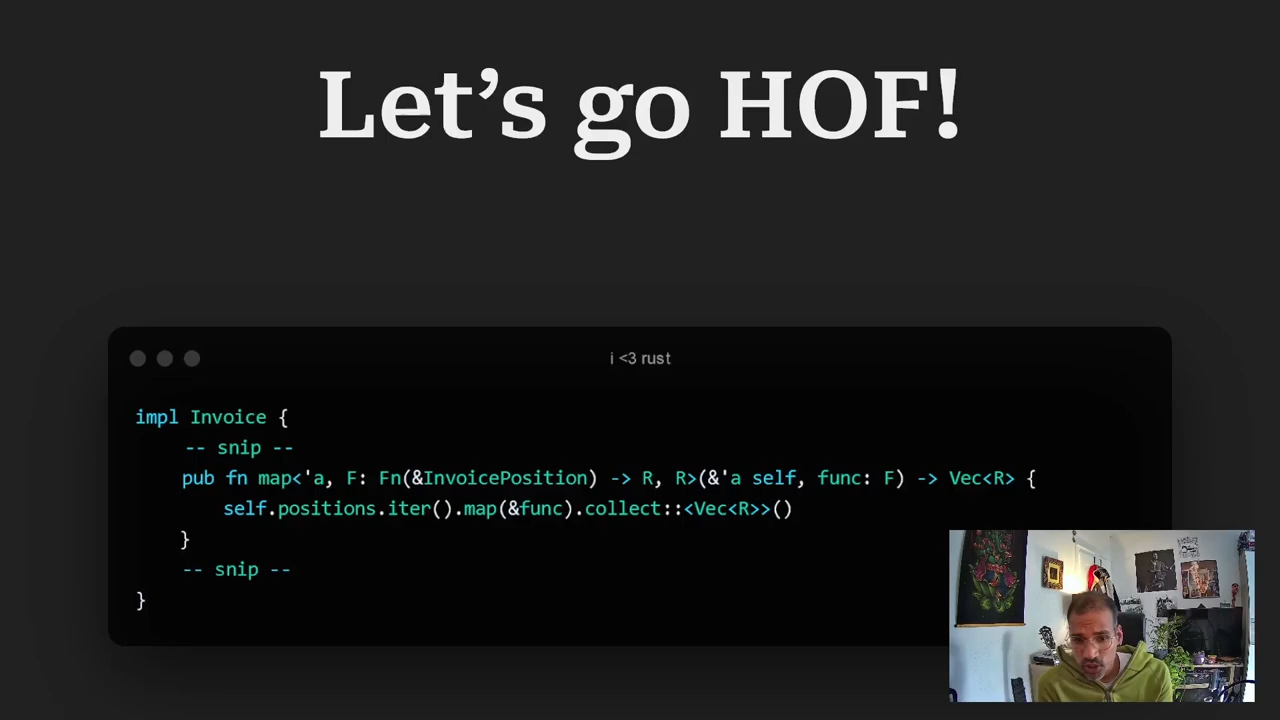 Let’s go HOF!
i <3 rust
impl Invoice {
-- snip --
pub fn map<'a, F: Fn(&InvoicePosition) -> R, R>(&'a self, func: F) -> Vec<R> {
self.positions.iter().map(&func).collect::<Vec<R>>()
}
-- snip --
}